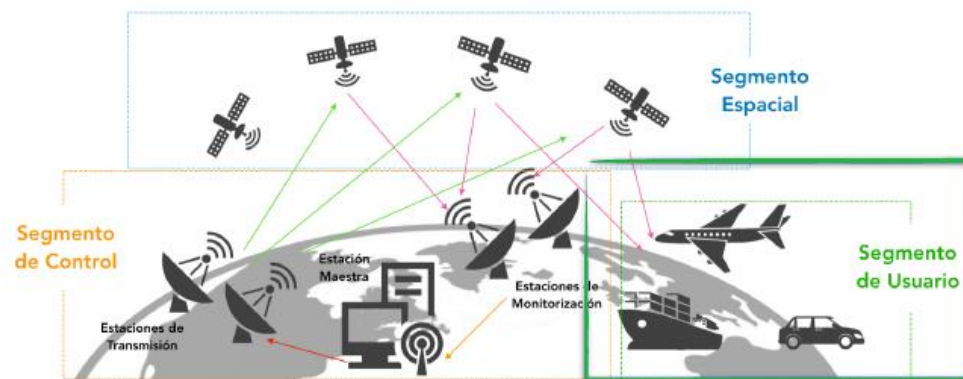 Segmento
Espacial
Segmento
de Control
Estación
Maestra
Estaciones de
Monitorización
Estaciones de
Transmisión
Segmento
de Usuario